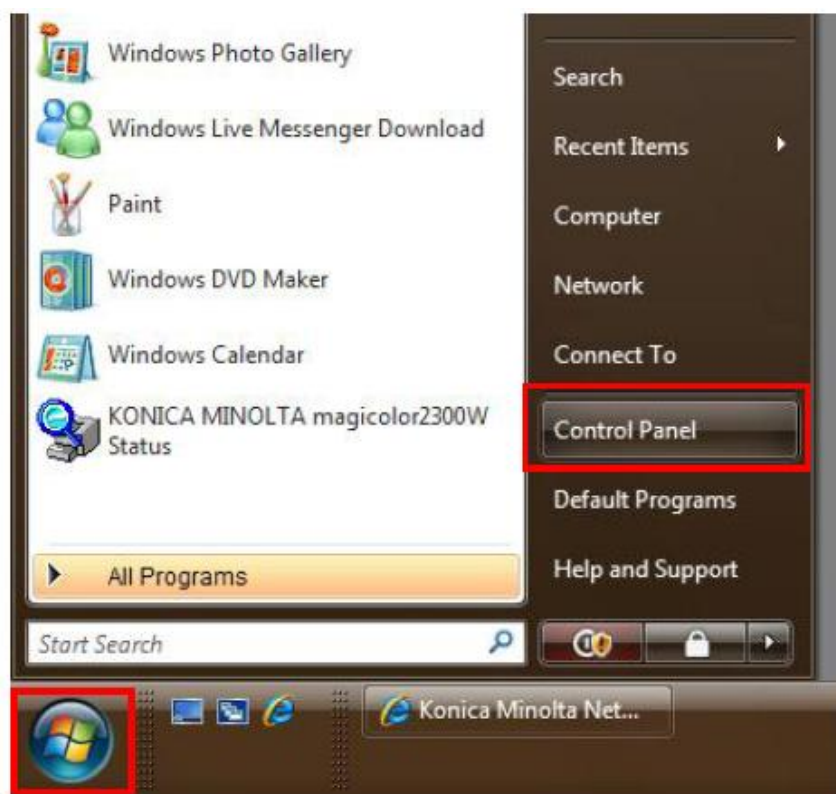 Windows Photo Gallery
Windows Live Messenger Download
Paint
Windows DVD Maker
Windows Calendar
KONICA MINOLTA magicolor2300W
Status
All Programs
Start Search
Search
Recent Items
Computer
Network
Connect To
Control Panel
Default Programs
Help and Support
Konica Minolta Net...